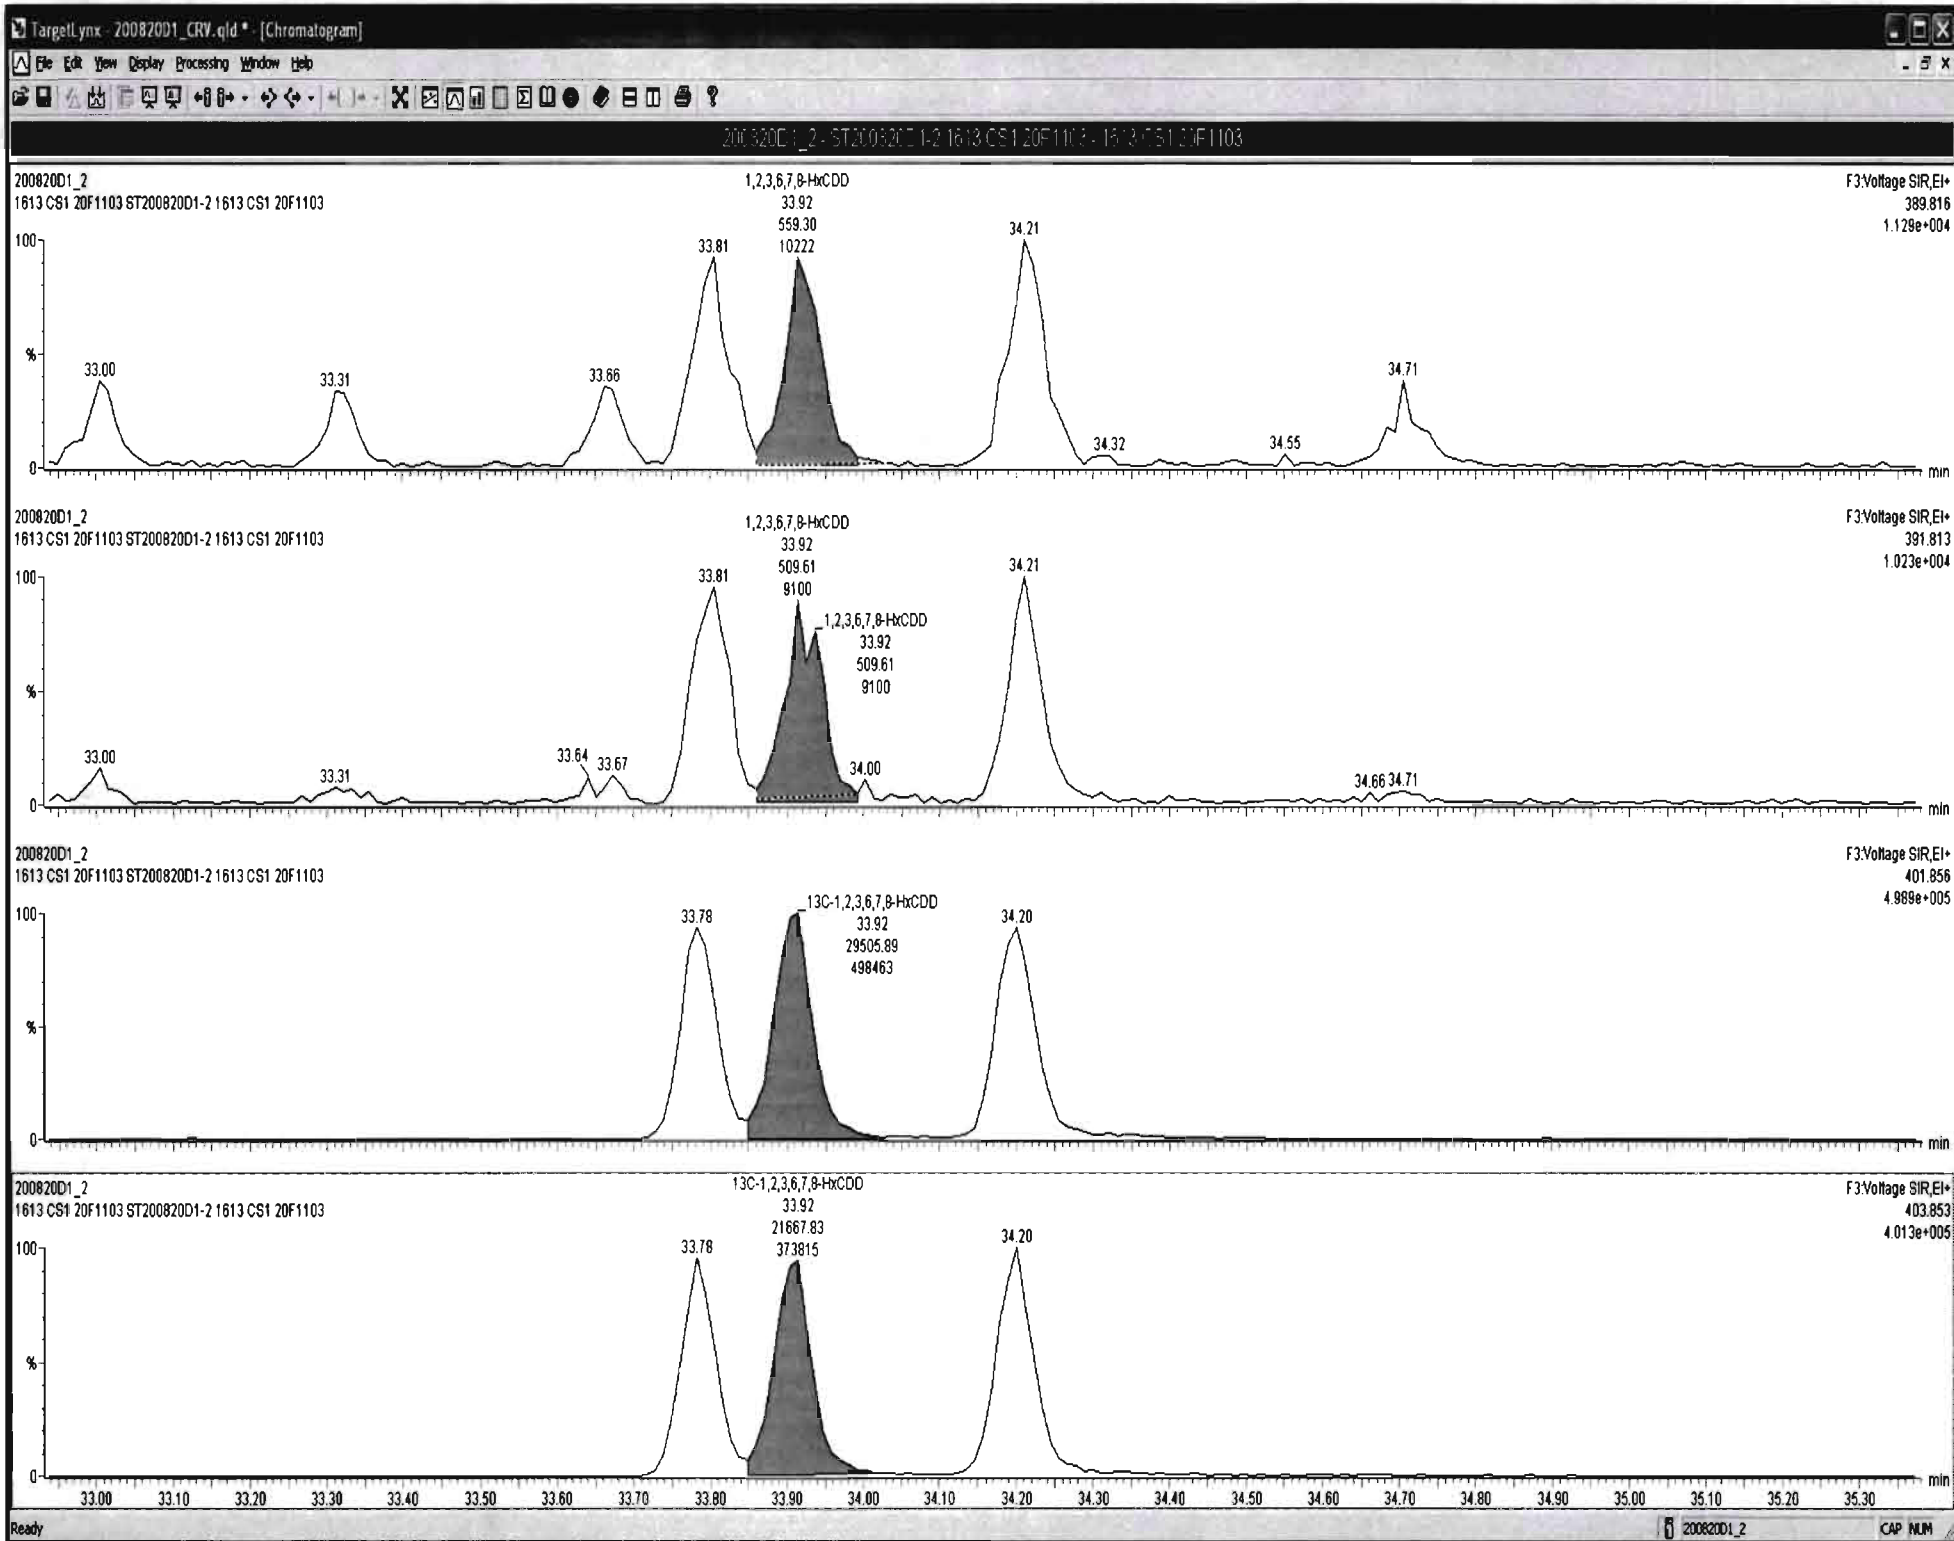 TargetLynx - 200820D1_CRV.qld * - [Chromatogram]
File Edit View Display Processing Window Help
200820D1_2 - ST200820D1-2 1613 CS1 20F1103 - 1613 CS1 20F1103
200820D1_2
1613 CS1 20F1103 ST200820D1-2 1613 CS1 20F1103
F3:Voltage SIR,EI+
389.816
1.129e+004
1,2,3,6,7,8-HxCDD
33.92
559.30
10222
100
%
0
33.00
33.31
33.66
33.81
34.21
34.32
34.55
34.71
min
200820D1_2
1613 CS1 20F1103 ST200820D1-2 1613 CS1 20F1103
F3:Voltage SIR,EI+
391.813
1.023e+004
1,2,3,6,7,8-HxCDD
33.92
509.61
9100
1,2,3,6,7,8-HxCDD
33.92
509.61
9100
100
%
0
33.00
33.31
33.64
33.67
33.81
34.00
34.21
34.66
34.71
min
200820D1_2
1613 CS1 20F1103 ST200820D1-2 1613 CS1 20F1103
F3:Voltage SIR,EI+
401.856
4.989e+005
13C-1,2,3,6,7,8-HxCDD
33.92
29505.89
498463
100
%
0
33.78
34.20
min
200820D1_2
1613 CS1 20F1103 ST200820D1-2 1613 CS1 20F1103
F3:Voltage SIR,EI+
403.853
4.013e+005
13C-1,2,3,6,7,8-HxCDD
33.92
21667.83
373815
100
%
0
33.78
34.20
min
33.00 33.10 33.20 33.30 33.40 33.50 33.60 33.70 33.80 33.90 34.00 34.10 34.20 34.30 34.40 34.50 34.60 34.70 34.80 34.90 35.00 35.10 35.20 35.30
Ready
200820D1_2
CAP NUM